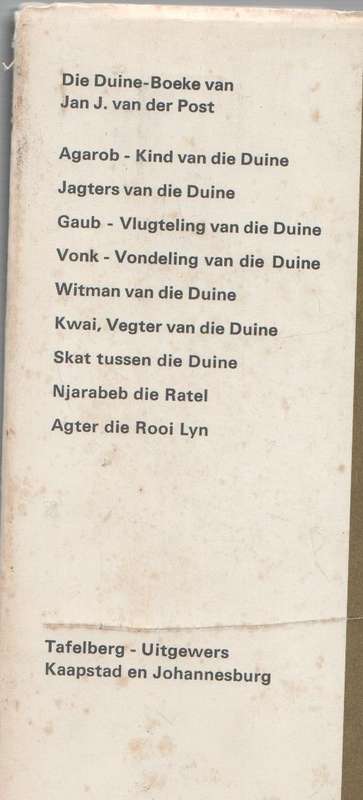 Die Duine-Boeke van
Jan J. van der Post
Agarob - Kind van die Duine
Jagters van die Duine
Gaub - Vlugteling van die Duine
Vonk - Vondeling van die Duine
Witman van die Duine
Kwai, Vegter van die Duine
Skat tussen die Duine
Njarabeb die Ratel
Agter die Rooi Lyn
Tafelberg - Uitgewers
Kaapstad en Johannesburg